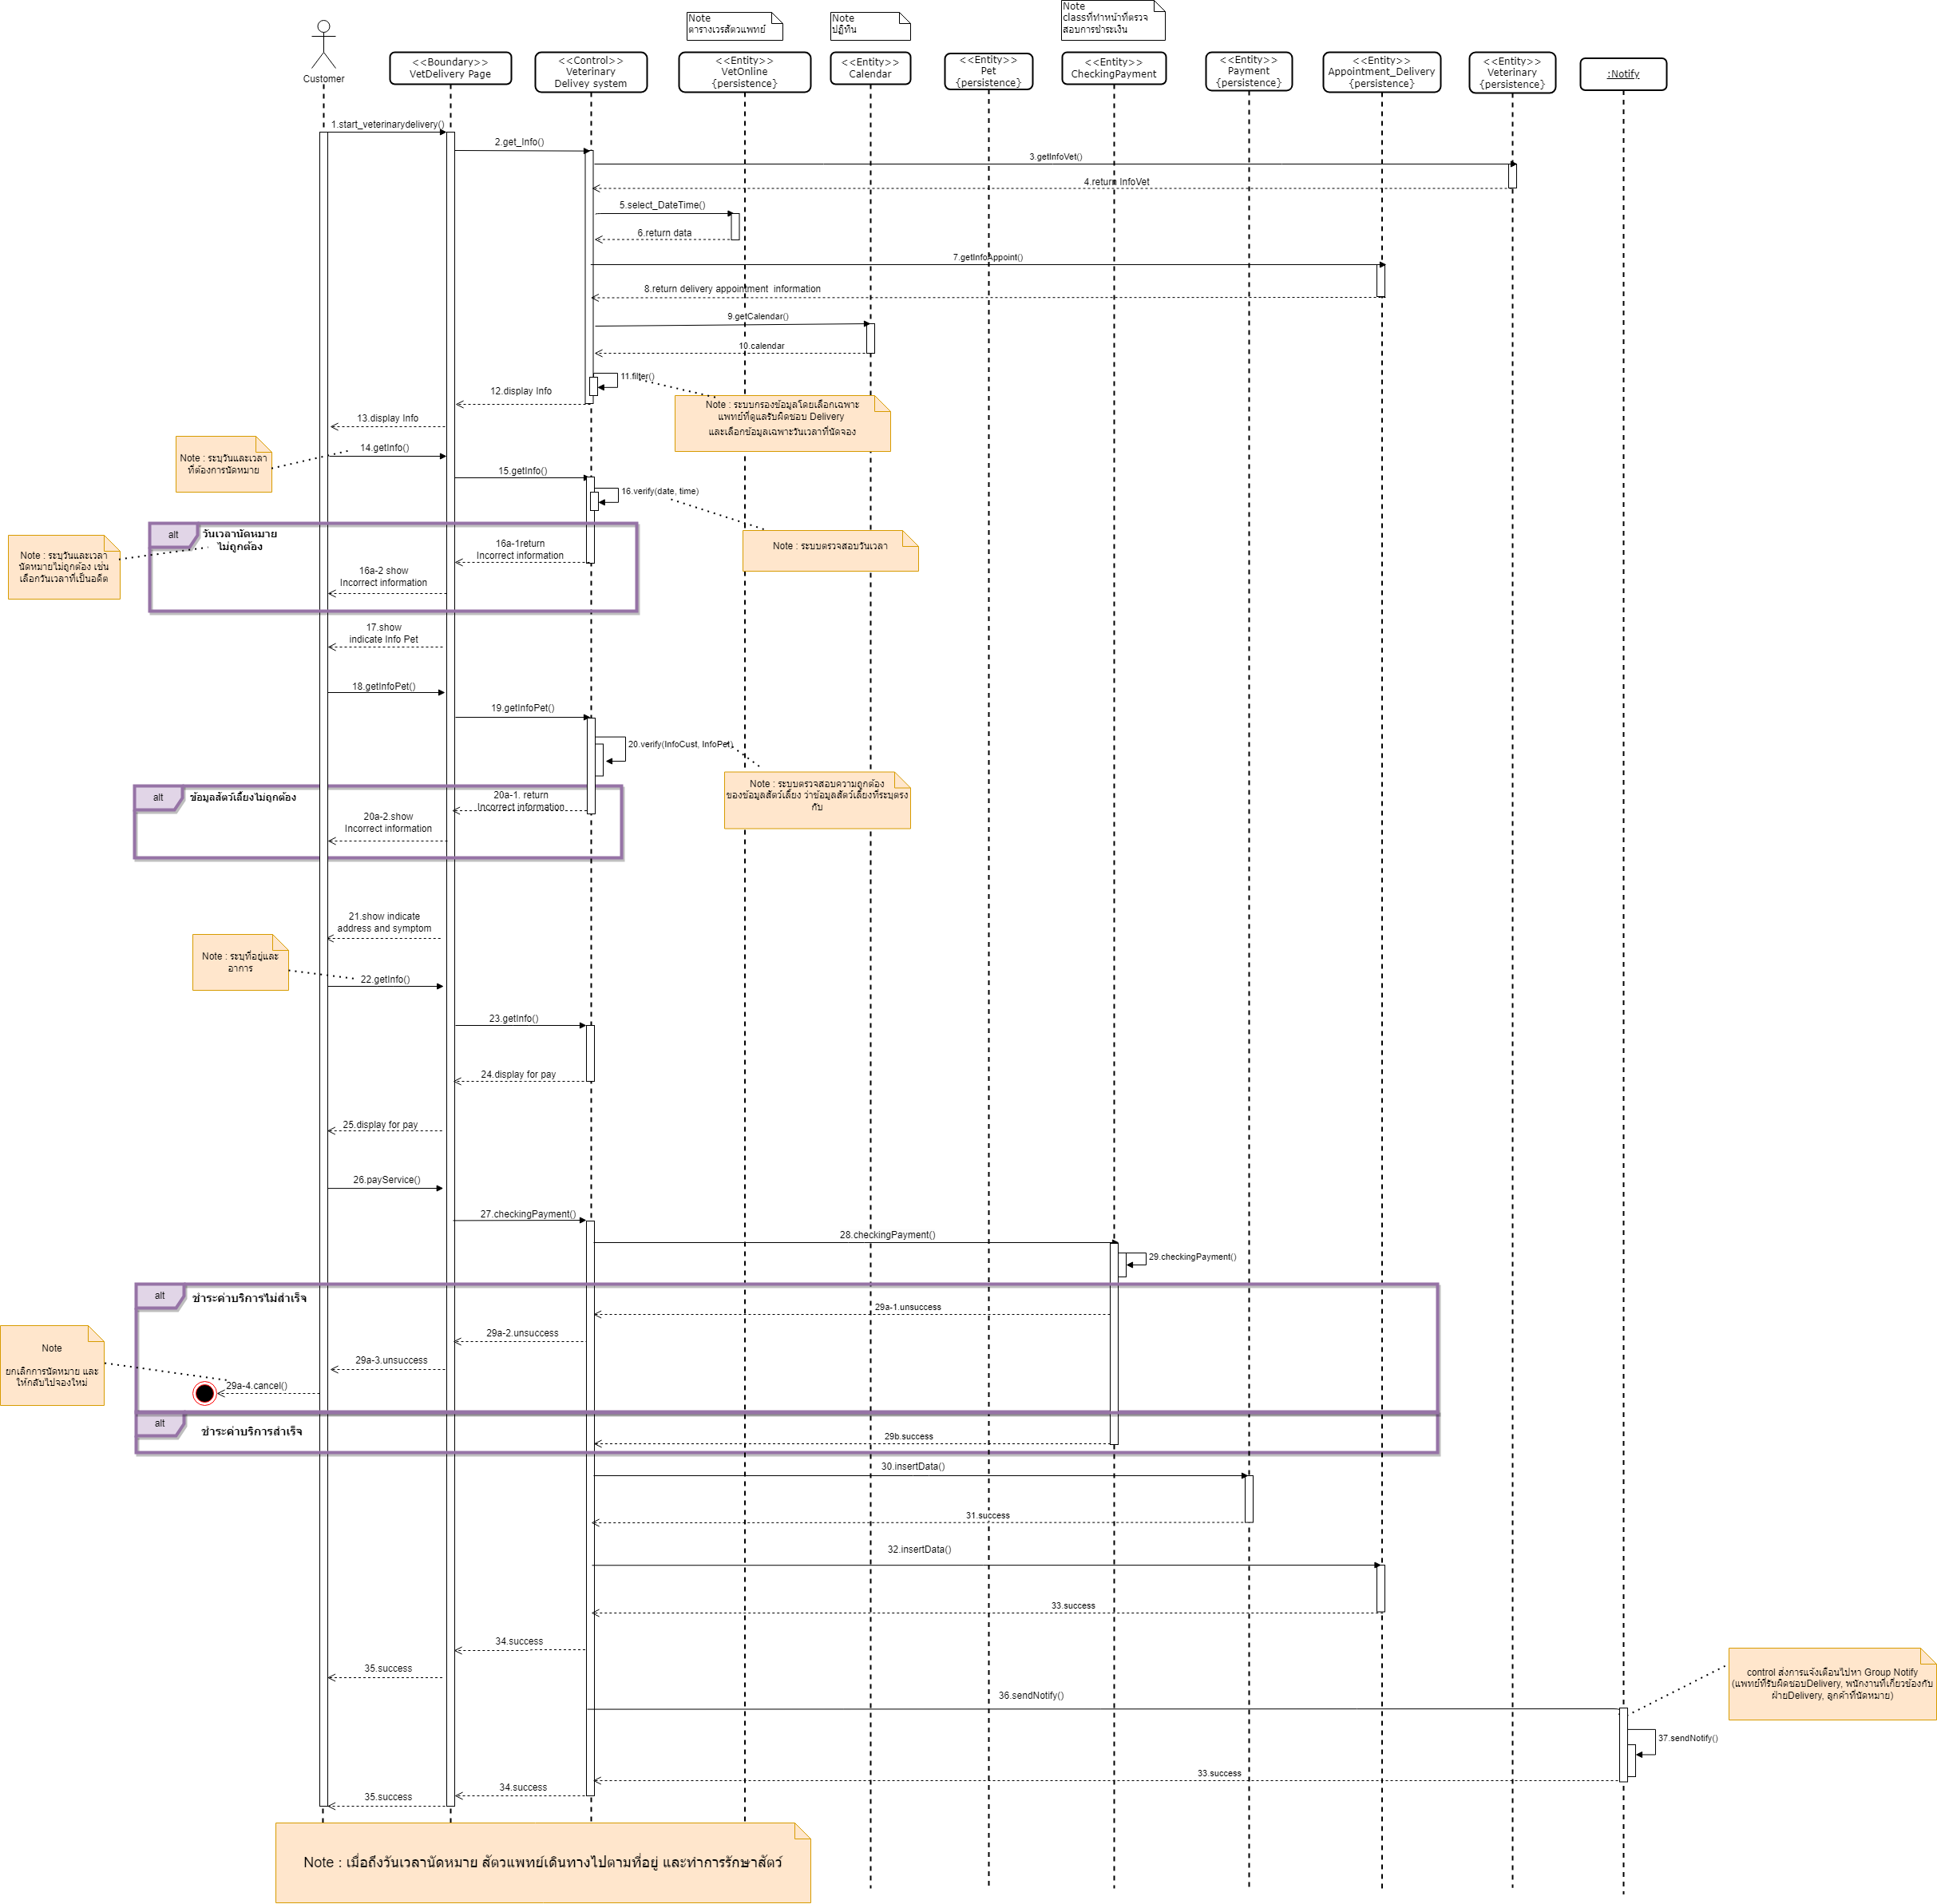 Note
ตารางเวรสัตวแพทย์
Note
ปฏิทิน
Note
classที่ทำหน้าที่ตรวจ
สอบการชำระเงิน
Customer
<<Boundary>>
VetDelivery Page
<<Control>>
Veterinary
Delivey system
<<Entity>>
VetOnline
{persistence}
<<Entity>>
Calendar
<<Entity>>
Pet
{persistence}
<<Entity>>
CheckingPayment
<<Entity>>
Payment
{persistence}
<<Entity>>
Appointment_Delivery
{persistence}
<<Entity>>
Veterinary
{persistence}
:Notify
1.start_veterinarydelivery()
2.get_Info()
3.getInfoVet()
4.return InfoVet
5.select_DateTime()
6.return data
7.getInfoAppoint()
8.return delivery appointment  information
9.getCalendar()
10.calendar
11.filter()
12.display Info
Note : ระบบกรองข้อมูลโดยเลือกเฉพาะ
แพทย์ที่ดูแลรับผิดชอบ Delivery
และเลือกข้อมูลเฉพาะวันเวลาที่นัดจอง
13.display Info
14.getInfo()
Note : ระบุวันและเวลา
ที่ต้องการนัดหมาย
15.getInfo()
16.verify(date, time)
alt
วันเวลานัดหมาย
ไม่ถูกต้อง
Note : ระบบตรวจสอบวันเวลา
16a-1return
Incorrect information
Note : ระบุวันและเวลา
นัดหมายไม่ถูกต้อง เช่น
เลือกวันเวลาที่เป็นอดีต
16a-2 show
Incorrect information
17.show
indicate Info Pet
18.getInfoPet()
19.getInfoPet()
20.verify(InfoCust, InfoPet)
Note : ระบบตรวจสอบความถูกต้อง
ของข้อมูลสัตว์เลี้ยง ว่าข้อมูลสัตว์เลี้ยงที่ระบุตรง
กับ
alt
ข้อมูลสัตว์เลี้ยงไม่ถูกต้อง
20a-1. return
Incorrect information
20a-2.show
Incorrect information
21.show indicate
address and symptom
Note : ระบุที่อยู่และ
อาการ
22.getInfo()
23.getInfo()
24.display for pay
25.display for pay
26.payService()
27.checkingPayment()
28.checkingPayment()
29.checkingPayment()
alt
ชำระค่าบริการไม่สำเร็จ
29a-1.unsuccess
29a-2.unsuccess
Note
ยกเลิกการนัดหมาย และ
ให้กลับไปจองใหม่
29a-3.unsuccess
29a-4.cancel()
alt
ชำระค่าบริการสำเร็จ
29b.success
30.insertData()
31.success
32.insertData()
33.success
34.success
35.success
control ส่งการแจ้งเตือนไปหา Group Notify
(แพทย์ที่รับผิดชอบDelivery, พนักงานที่เกี่ยวข้องกับ
ฝ่ายDelivery, ลูกค้าที่นัดหมาย)
36.sendNotify()
37.sendNotify()
33.success
34.success
35.success
Note : เมื่อถึงวันเวลานัดหมาย สัตวแพทย์เดินทางไปตามที่อยู่ และทำการรักษาสัตว์